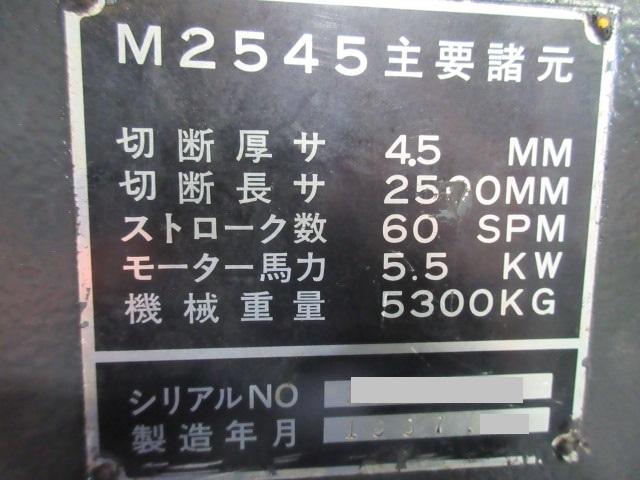 M2545主要諸元
切断厚サ 4.5 MM
切断長サ 2500MM
ストローク数 60 SPM
モーター馬力 5.5 KW
機械重量 5300KG
シリアルNO
製造年月